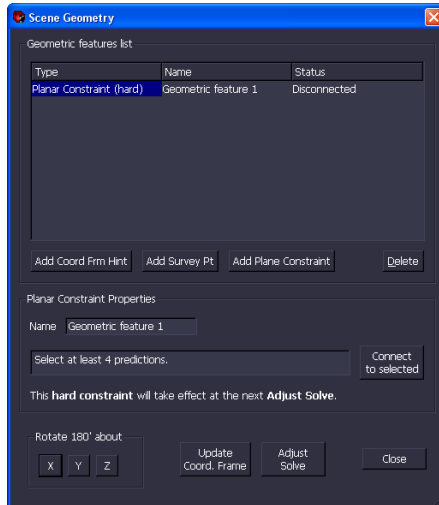 Scene Geometry
Geometric features list
Type Name Status
Planar Constraint (hard) Geometric feature 1 Disconnected
Add Coord Frm Hint Add Survey Pt Add Plane Constraint Delete
Planar Constraint Properties
Name Geometric feature 1
Select at least 4 predictions.
Connect
to selected
This hard constraint will take effect at the next Adjust Solve.
Rotate 180' about
X Y Z
Update
Coord. Frame
Adjust
Solve
Close